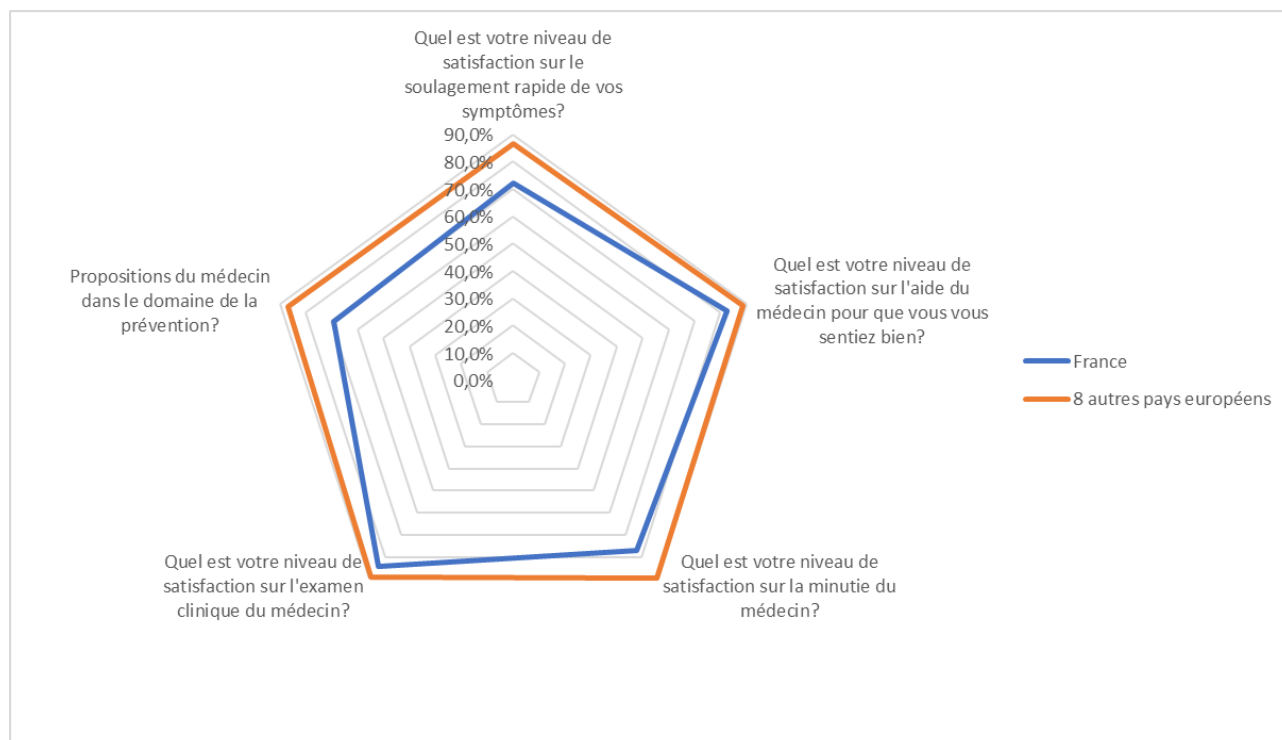 Quel est votre niveau de
satisfaction sur le
soulagement rapide de vos
symptômes?
90,0%
80,0%
70,0%
60,0%
50,0%
40,0%
30,0%
20,0%
10,0%
0,0%
Quel est votre niveau de
satisfaction sur l'aide du
médecin pour que vous vous
sentiez bien?
Quel est votre niveau de
satisfaction sur la minutie du
médecin?
Quel est votre niveau de
satisfaction sur l'examen
clinique du médecin?
Propositions du médecin
dans le domaine de la
prévention?
France
8 autres pays européens